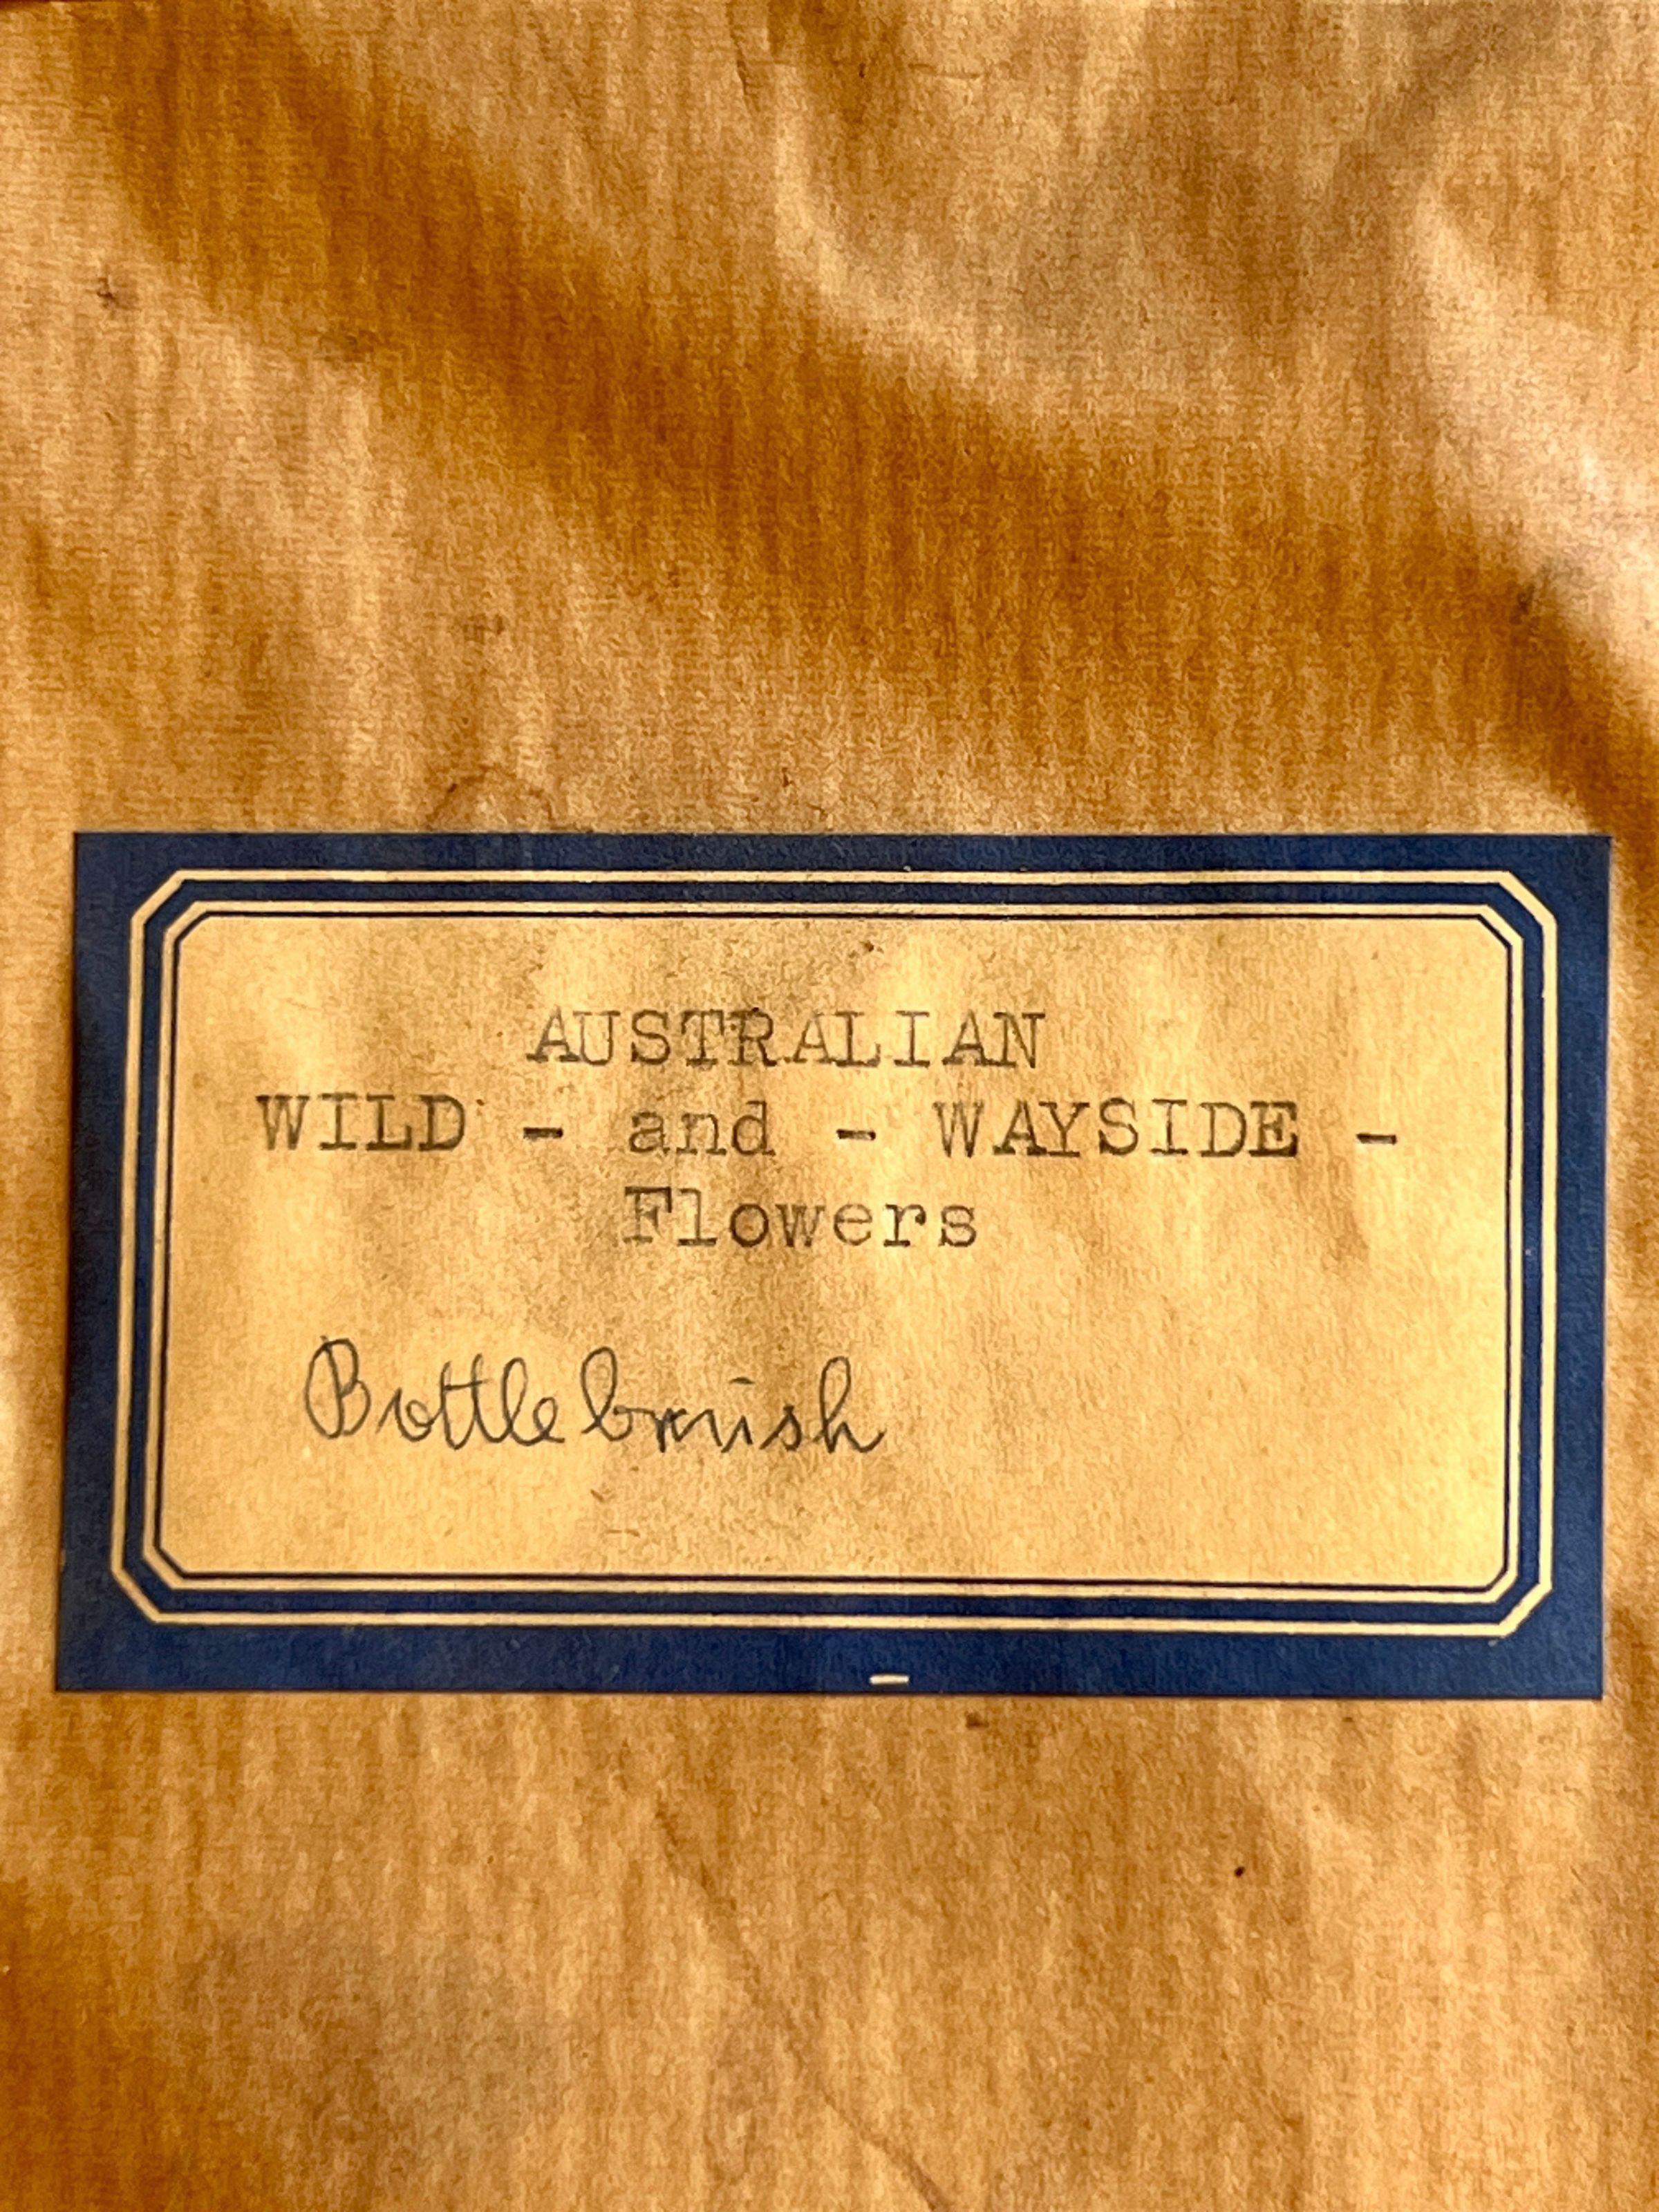 AUSTRALIAN
WILD - and - WAYSIDE -
Flowers
Bottlebrush